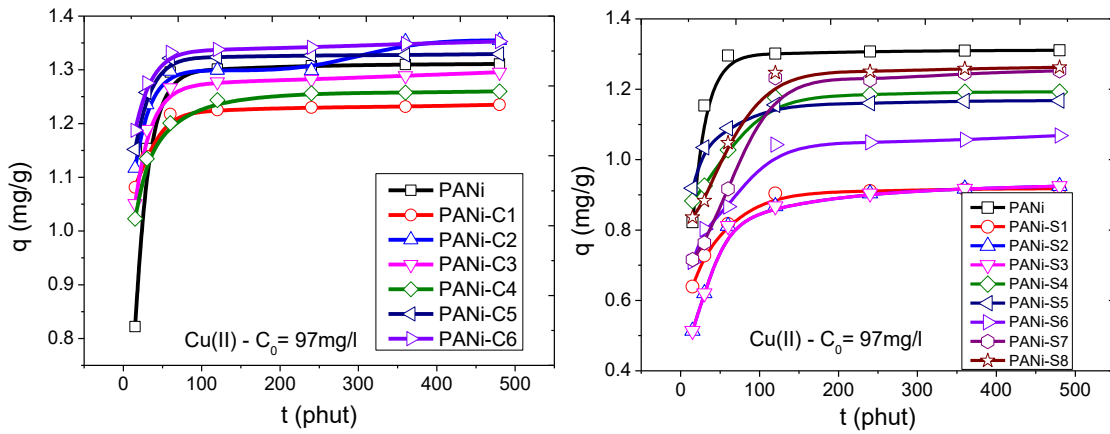 q (mg/g)
1.4
1.3
1.2
1.1
1.0
0.9
0.8
0
100
200
300
400
500
t (phut)
PANi
PANi-C1
PANi-C2
PANi-C3
PANi-C4
PANi-C5
PANi-C6
Cu(II) - C₀= 97mg/l
q (mg/g)
1.4
1.2
1.0
0.8
0.6
0.4
0
100
200
300
400
500
t (phut)
PANi
PANi-S1
PANi-S2
PANi-S3
PANi-S4
PANi-S5
PANi-S6
PANi-S7
PANi-S8
Cu(II) - C₀= 97mg/l